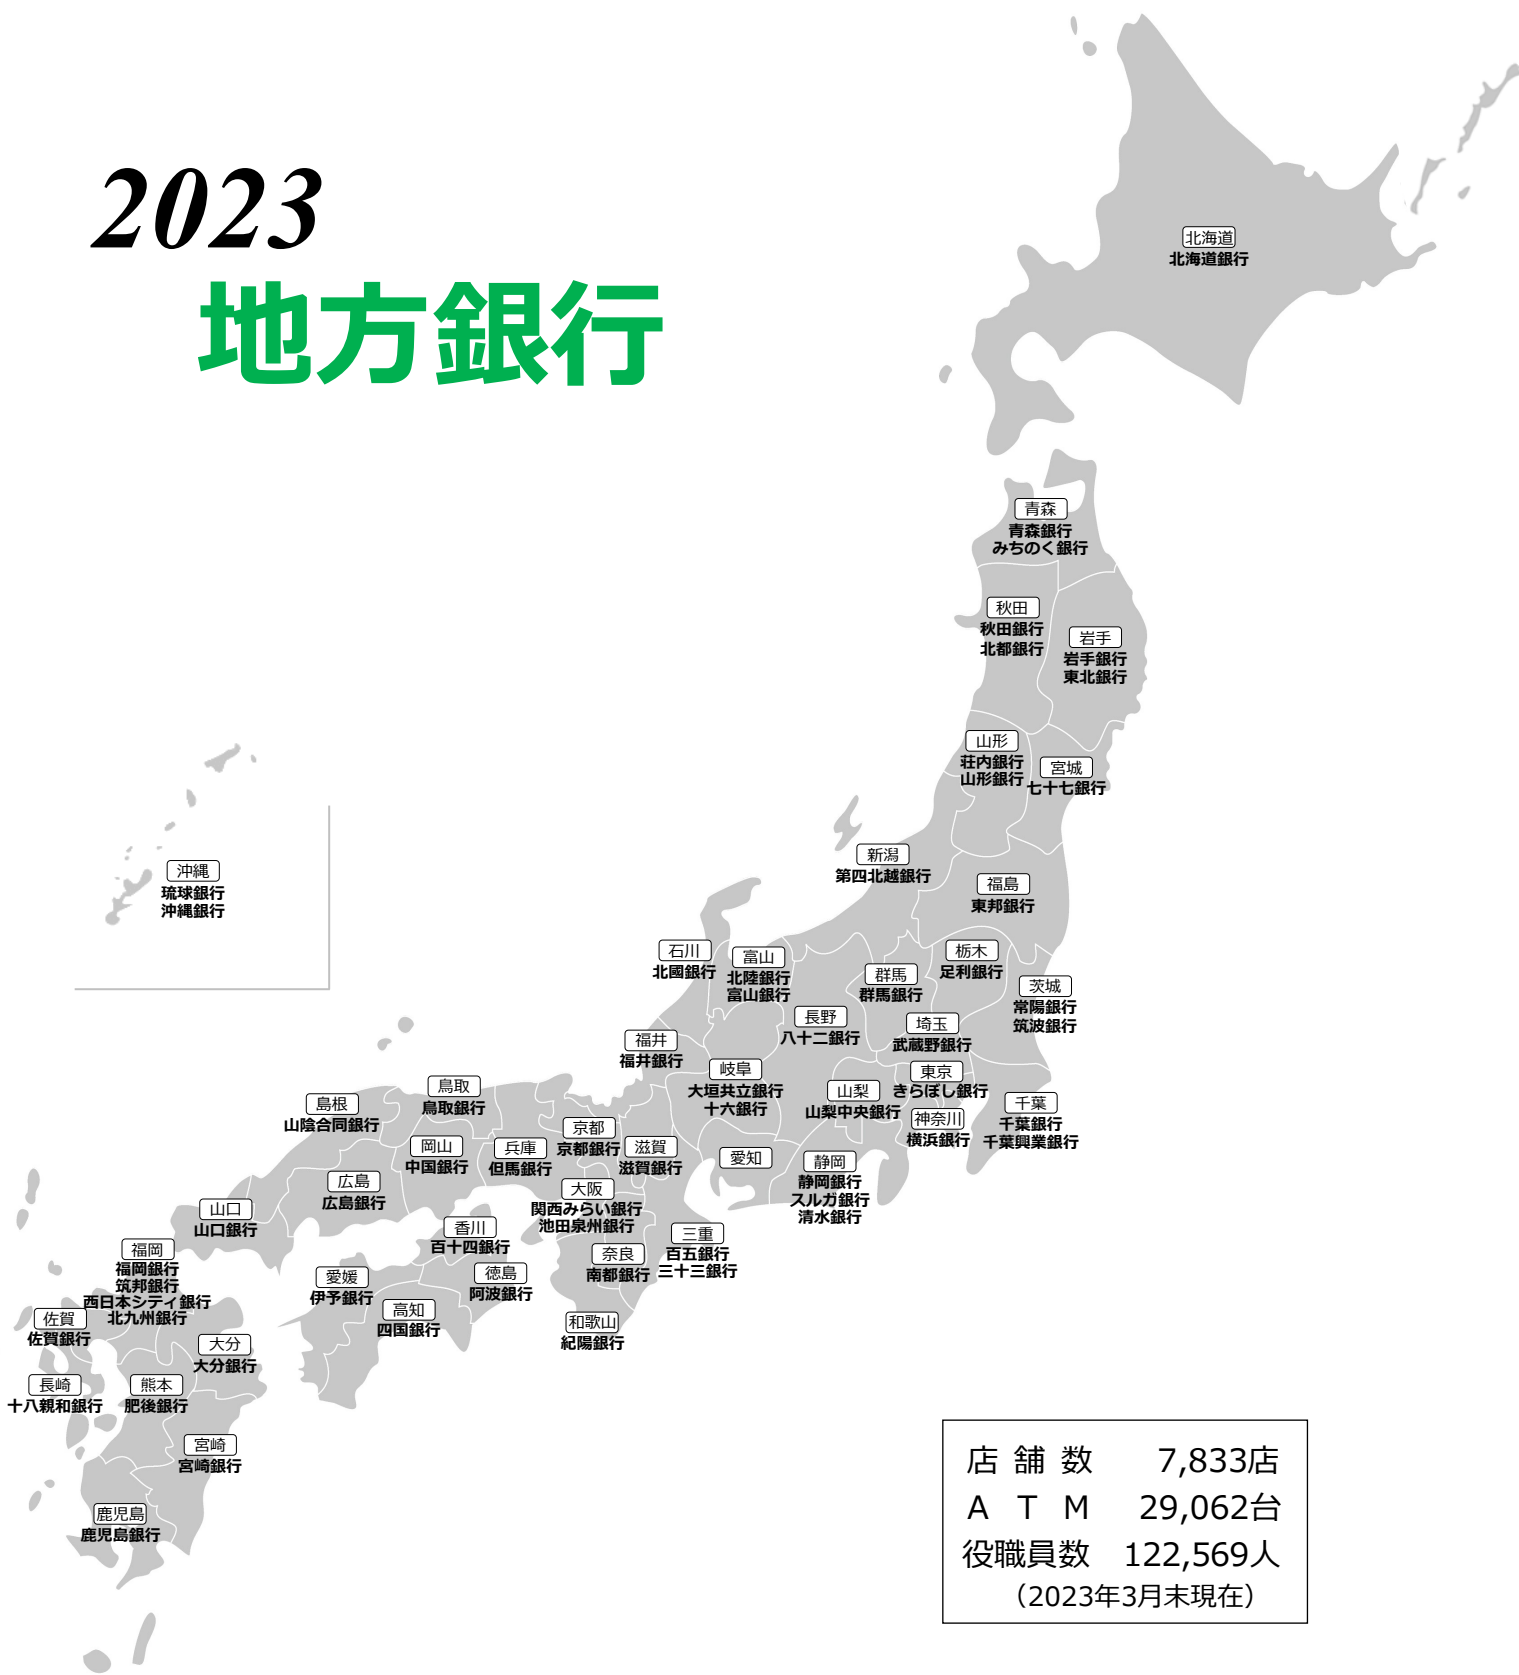 2023
地方銀行
北海道
北海道銀行
青森
青森銀行
みちのく銀行
秋田
秋田銀行
北都銀行
岩手
岩手銀行
東北銀行
山形
荘内銀行
山形銀行
宮城
七十七銀行
新潟
第四北越銀行
福島
東邦銀行
沖縄
琉球銀行
沖縄銀行
石川
北國銀行
富山
北陸銀行
富山銀行
群馬
群馬銀行
栃木
足利銀行
茨城
常陽銀行
筑波銀行
長野
八十二銀行
埼玉
武蔵野銀行
福井
福井銀行
岐阜
大垣共立銀行
十六銀行
山梨
山梨中央銀行
東京
きらぼし銀行
神奈川
横浜銀行
千葉
千葉銀行
千葉興業銀行
島根
山陰合同銀行
鳥取
鳥取銀行
岡山
中国銀行
兵庫
但馬銀行
京都
京都銀行
滋賀
滋賀銀行
愛知
静岡
静岡銀行
スルガ銀行
清水銀行
広島
広島銀行
山口
山口銀行
大阪
関西みらい銀行
池田泉州銀行
香川
百十四銀行
奈良
南都銀行
三重
百五銀行
三十三銀行
福岡
福岡銀行
筑邦銀行
西日本シティ銀行
北九州銀行
愛媛
伊予銀行
徳島
阿波銀行
高知
四国銀行
和歌山
紀陽銀行
佐賀
佐賀銀行
大分
大分銀行
長崎
十八親和銀行
熊本
肥後銀行
宮崎
宮崎銀行
鹿児島
鹿児島銀行
店 舗 数 7,833店
A T M 29,062台
役職員数 122,569人
（2023年3月末現在）